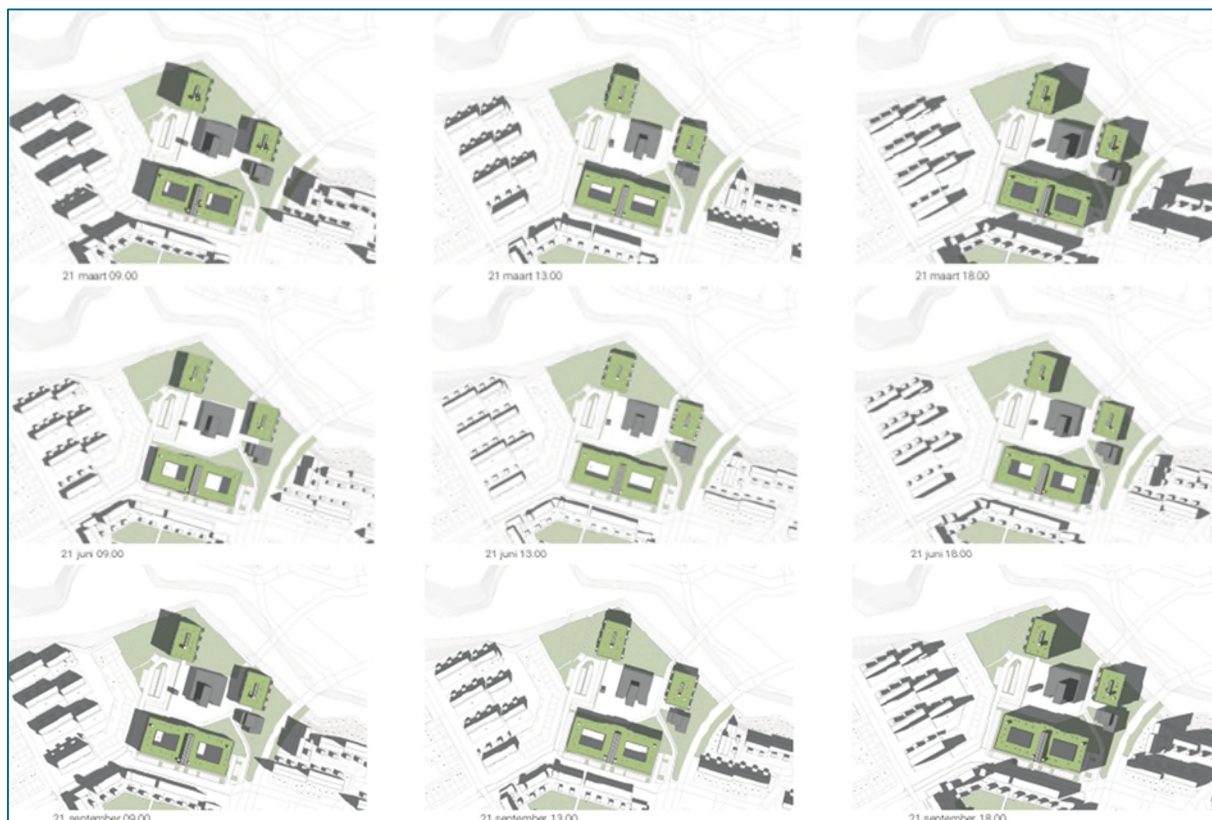 21 maart 09.00
21 maart 13.00
21 maart 18.00
21 juni 09.00
21 juni 13.00
21 juni 18.00
21 september 09.00
21 september 13.00
21 september 18.00